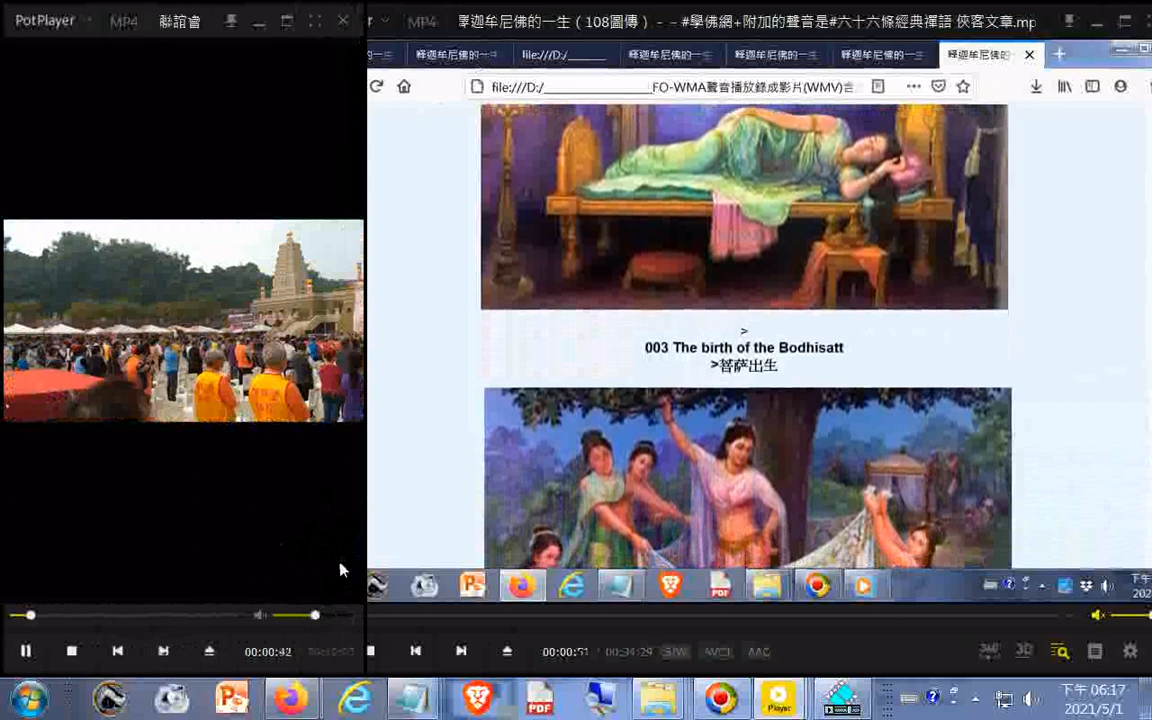 PotPlayer
MP4
聯誼會
MP4
釋迦牟尼佛的一生（108圖傳） - – #學佛網+附加的聲音是#六十六條經典禪語 俠客文章.mp
釋迦牟尼佛的一
file:///D:/
釋迦牟尼佛的一
釋迦牟尼佛的一
釋迦牟尼佛的一
釋迦牟尼佛的
file:///D:/ FO-WMA聲音播放錄成影片(WMV)
>
003 The birth of the Bodhisatt
>菩萨出生
00:00:42
00:00:51
00:34:29
S/W
AVC1
AAC
360°
3D
PDF
PDF
Player
下午 06:17
2021/5/1